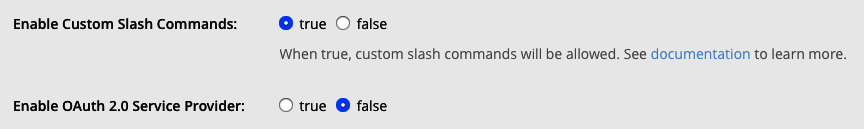 Enable Custom Slash Commands: true false
When true, custom slash commands will be allowed. See documentation to learn more.
Enable OAuth 2.0 Service Provider: true false